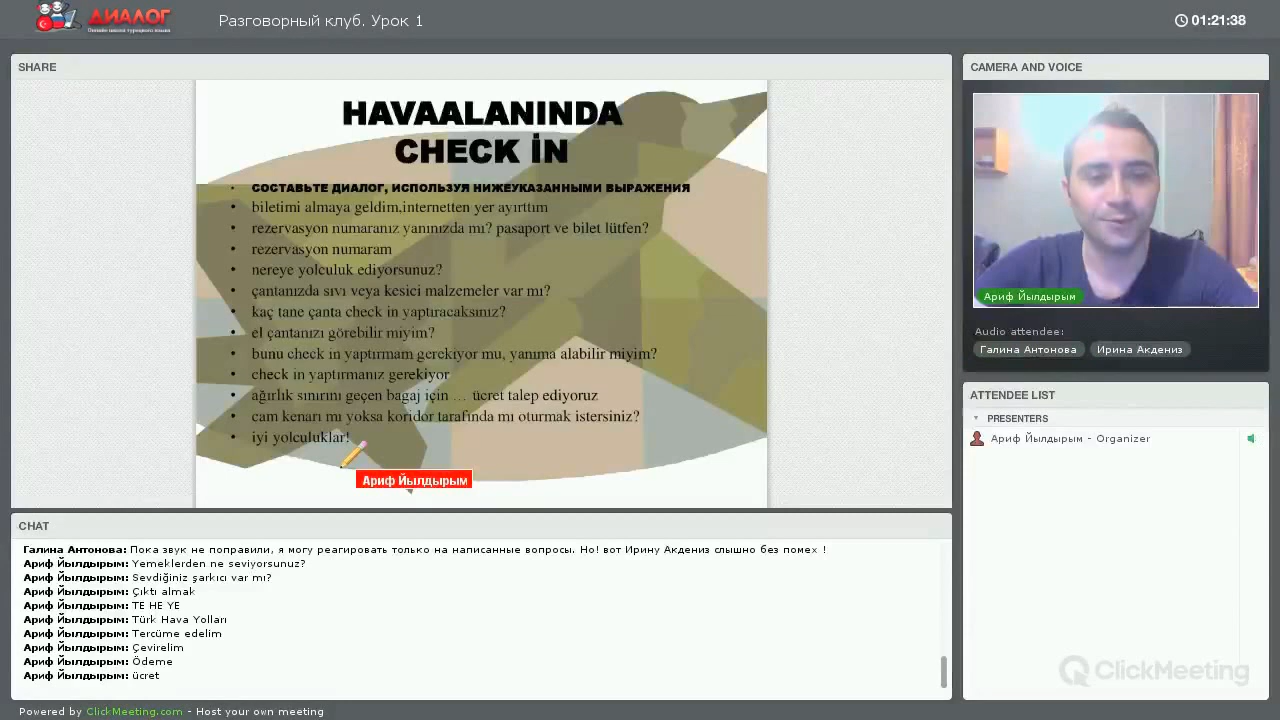 ДИАЛОГ
Онлайн школа турецкого языка
Разговорный клуб. Урок 1
01:21:38
SHARE
HAVAALANINDA
CHECK İN
• СОСТАВЬТЕ ДИАЛОГ, ИСПОЛЬЗУЯ НИЖЕУКАЗАННЫМИ ВЫРАЖЕНИЯ
• biletimi almaya geldim,internetten yer ayırttım
• rezervasyon numaranız yanınızda mı? pasaport ve bilet lütfen?
• rezervasyon numaram
• nereye yolculuk ediyorsunuz?
• çantanızda sıvı veya kesici malzemeler var mı?
• kaç tane çanta check in yaptıracaksınız?
• el çantanızı görebilir miyim?
• bunu check in yaptırmam gerekiyor mu, yanıma alabilir miyim?
• check in yaptırmanız gerekiyor
• ağırlık sınırını geçen bagaj için … ücret talep ediyoruz
• cam kenarı mı yoksa koridor tarafında mı oturmak istersiniz?
• iyi yolculuklar!
Ариф Йылдырым
CHAT
Галина Антонова: Пока звук не поправили, я могу реагировать только на написанные вопросы. Но! вот Ирину Акдениз слышно без помех !
Ариф Йылдырым: Yemeklerden ne seviyorsunuz?
Ариф Йылдырым: Sevdiğiniz şarkıcı var mı?
Ариф Йылдырым: Çıktı almak
Ариф Йылдырым: TE HE YE
Ариф Йылдырым: Türk Hava Yolları
Ариф Йылдырым: Tercüme edelim
Ариф Йылдырым: Çevirelim
Ариф Йылдырым: Ödeme
Ариф Йылдырым: ücret
CAMERA AND VOICE
Ариф Йылдырым
Audio attendee:
Галина Антонова Ирина Акдениз
ATTENDEE LIST
PRESENTERS
Ариф Йылдырым - Organizer
ClickMeeting
Powered by ClickMeeting.com - Host your own meeting